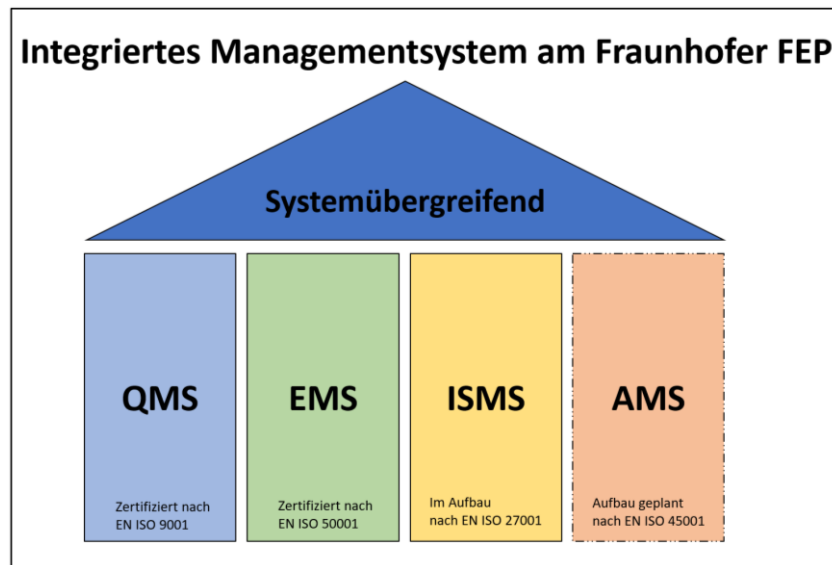 Integriertes Managementsystem am Fraunhofer FEP
Systemübergreifend
QMS
EMS
ISMS
AMS
Zertifiziert nach
EN ISO 9001
Zertifiziert nach
EN ISO 50001
Im Aufbau
nach EN ISO 27001
Aufbau geplant
nach EN ISO 45001